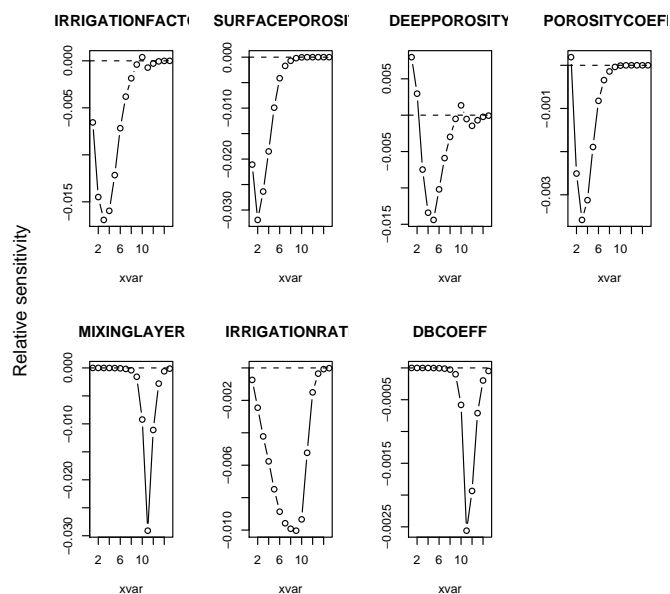 IRRIGATIONFACT
SURFACEPOROSI
DEEPPOROSITY
POROSITYCOEFI
0.000
-0.005
-0.015
2 6 10
xvar
0.000
-0.010
-0.020
-0.030
2 6 10
xvar
0.005
-0.005
-0.015
2 6 10
xvar
-0.001
-0.003
2 6 10
xvar
Relative sensitivity
MIXINGLAYER
IRRIGATIONRAT
DBCOEFF
0.000
-0.010
-0.020
-0.030
2 6 10
xvar
-0.002
-0.006
-0.010
2 6 10
xvar
-0.0005
-0.0015
-0.0025
2 6 10
xvar